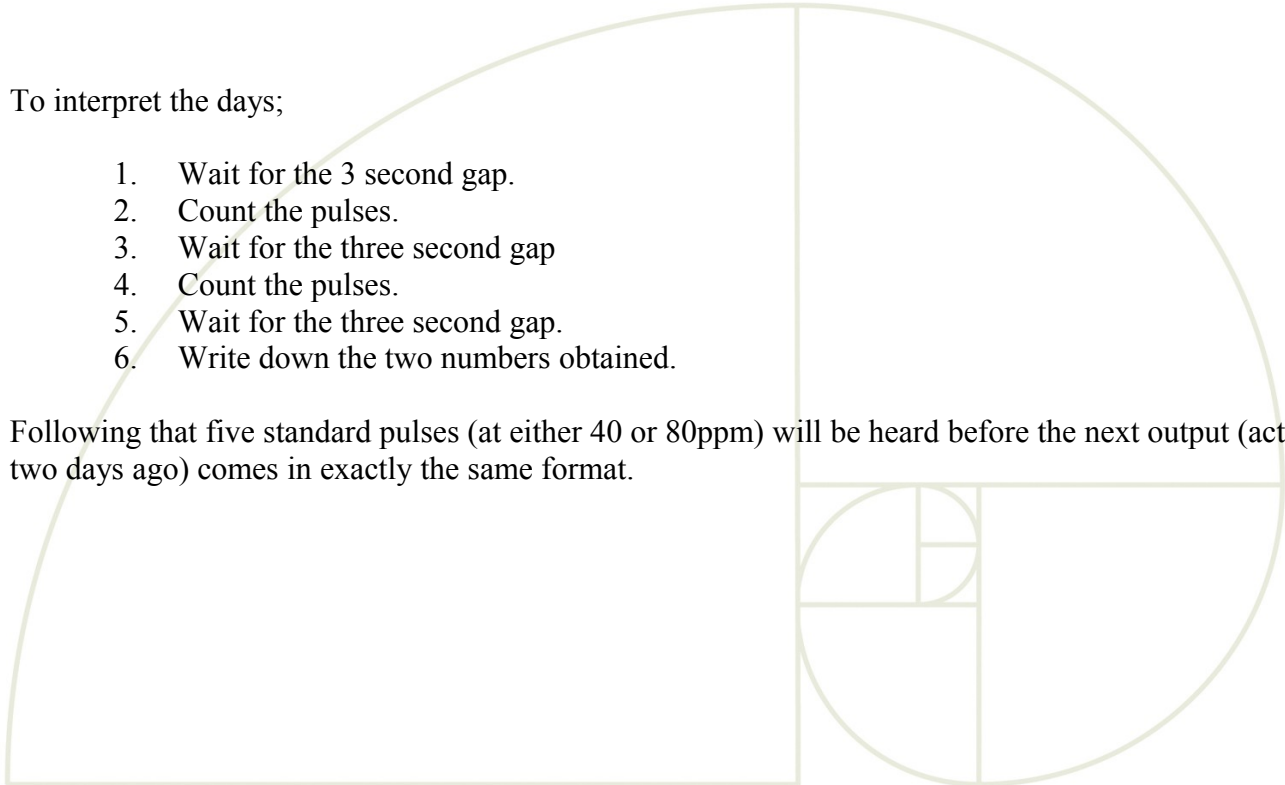 To interpret the days;
1. Wait for the 3 second gap.
2. Count the pulses.
3. Wait for the three second gap
4. Count the pulses.
5. Wait for the three second gap.
6. Write down the two numbers obtained.
Following that five standard pulses (at either 40 or 80ppm) will be heard before the next output (act
two days ago) comes in exactly the same format.